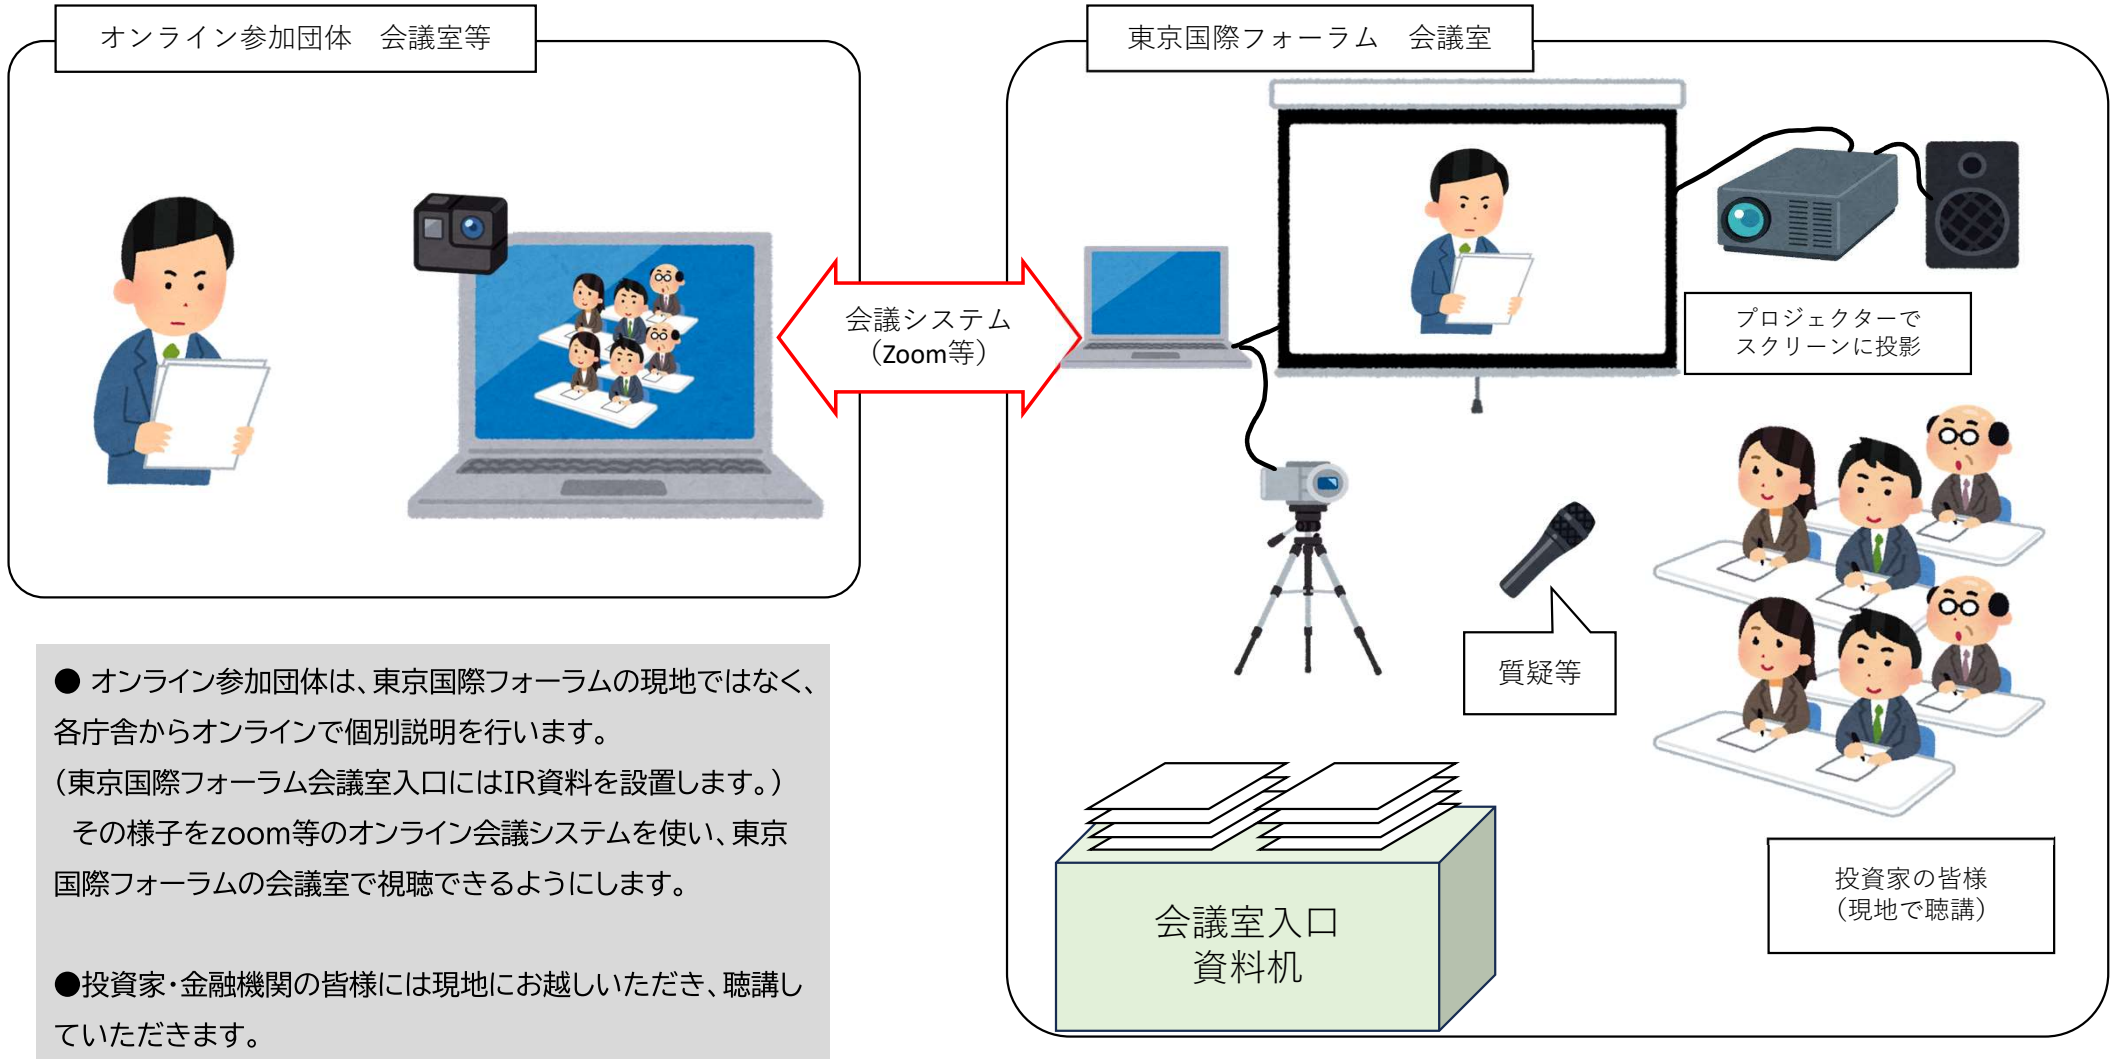 オンライン参加団体　会議室等
東京国際フォーラム　会議室
会議システム
（Zoom等）
プロジェクターで
スクリーンに投影
質疑等
投資家の皆様
（現地で聴講）
会議室入口
資料机
● オンライン参加団体は、東京国際フォーラムの現地ではなく、
各庁舎からオンラインで個別説明を行います。
（東京国際フォーラム会議室入口にはIR資料を設置します。）
　その様子をzoom等のオンライン会議システムを使い、東京
国際フォーラムの会議室で視聴できるようにします。
●投資家・金融機関の皆様には現地にお越しいただき、聴講し
ていただきます。